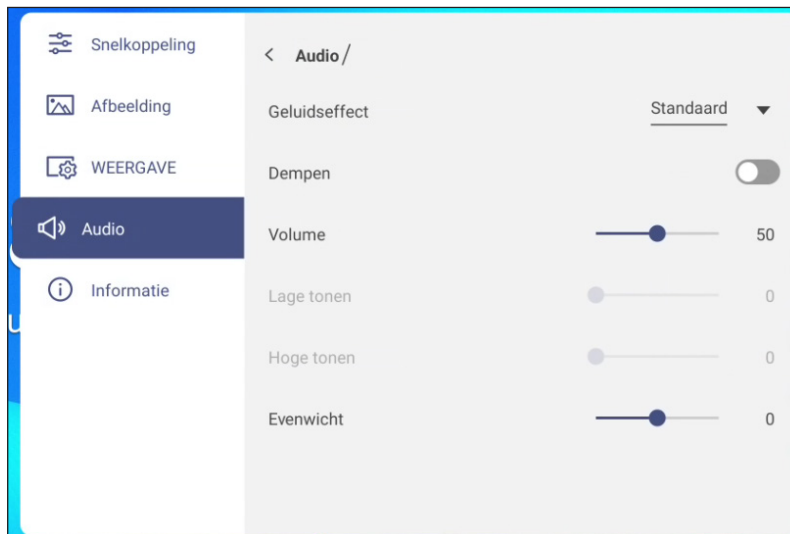 Snelkoppeling
Afbeelding
WEERGAVE
Audio
Informatie
Audio/
Geluidseffect Standaard
Dempen
Volume 50
Lage tonen 0
Hoge tonen 0
Evenwicht 0